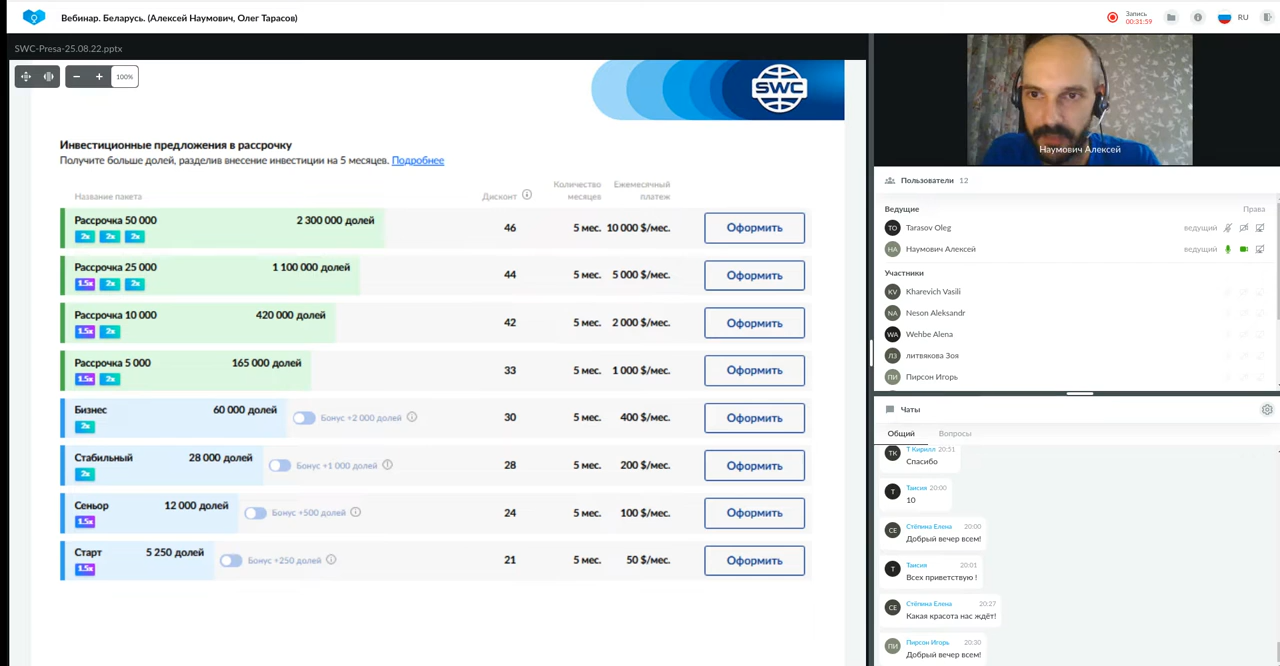 Вебинар. Беларусь. (Алексей Наумович, Олег Тарасов)
Запись
00:31:59
RU
SWC-Presa-25.08.22.pptx
100%
SWC
Инвестиционные предложения в рассрочку
Получите больше долей, разделив внесение инвестиции на 5 месяцев. Подробнее
Название пакета Дисконт Количество месяцев Ежемесячный платеж
Рассрочка 50 000 2 300 000 долей 46 5 мес. 10 000 $/мес. Оформить
2x 2x 2x
Рассрочка 25 000 1 100 000 долей 44 5 мес. 5 000 $/мес. Оформить
1.5x 2x 2x
Рассрочка 10 000 420 000 долей 42 5 мес. 2 000 $/мес. Оформить
1.5x 2x
Рассрочка 5 000 165 000 долей 33 5 мес. 1 000 $/мес. Оформить
1.5x 2x
Бизнес 60 000 долей Бонус +2 000 долей 30 5 мес. 400 $/мес. Оформить
2x
Стабильный 28 000 долей Бонус +1 000 долей 28 5 мес. 200 $/мес. Оформить
2x
Сеньор 12 000 долей Бонус +500 долей 24 5 мес. 100 $/мес. Оформить
1.5x
Старт 5 250 долей Бонус +250 долей 21 5 мес. 50 $/мес. Оформить
1.5x
Наумович Алексей
Пользователи 12
Ведущие Права
TO Tarasov Oleg ведущий
НА Наумович Алексей ведущий
Участники
KV Kharevich Vasili
NA Neson Aleksandr
WA Wehbe Alena
ЛЗ литвякова Зоя
ПИ Пирсон Игорь
Чаты
Общий Вопросы
ТК Т Кирилл 20:51
Спасибо
Т Таисия 20:00
10
СЕ Стёпина Елена 20:00
Добрый вечер всем!
Т Таисия 20:01
Всех приветствую !
СЕ Стёпина Елена 20:27
Какая красота нас ждёт!
ПИ Пирсон Игорь 20:30
Добрый вечер всем!